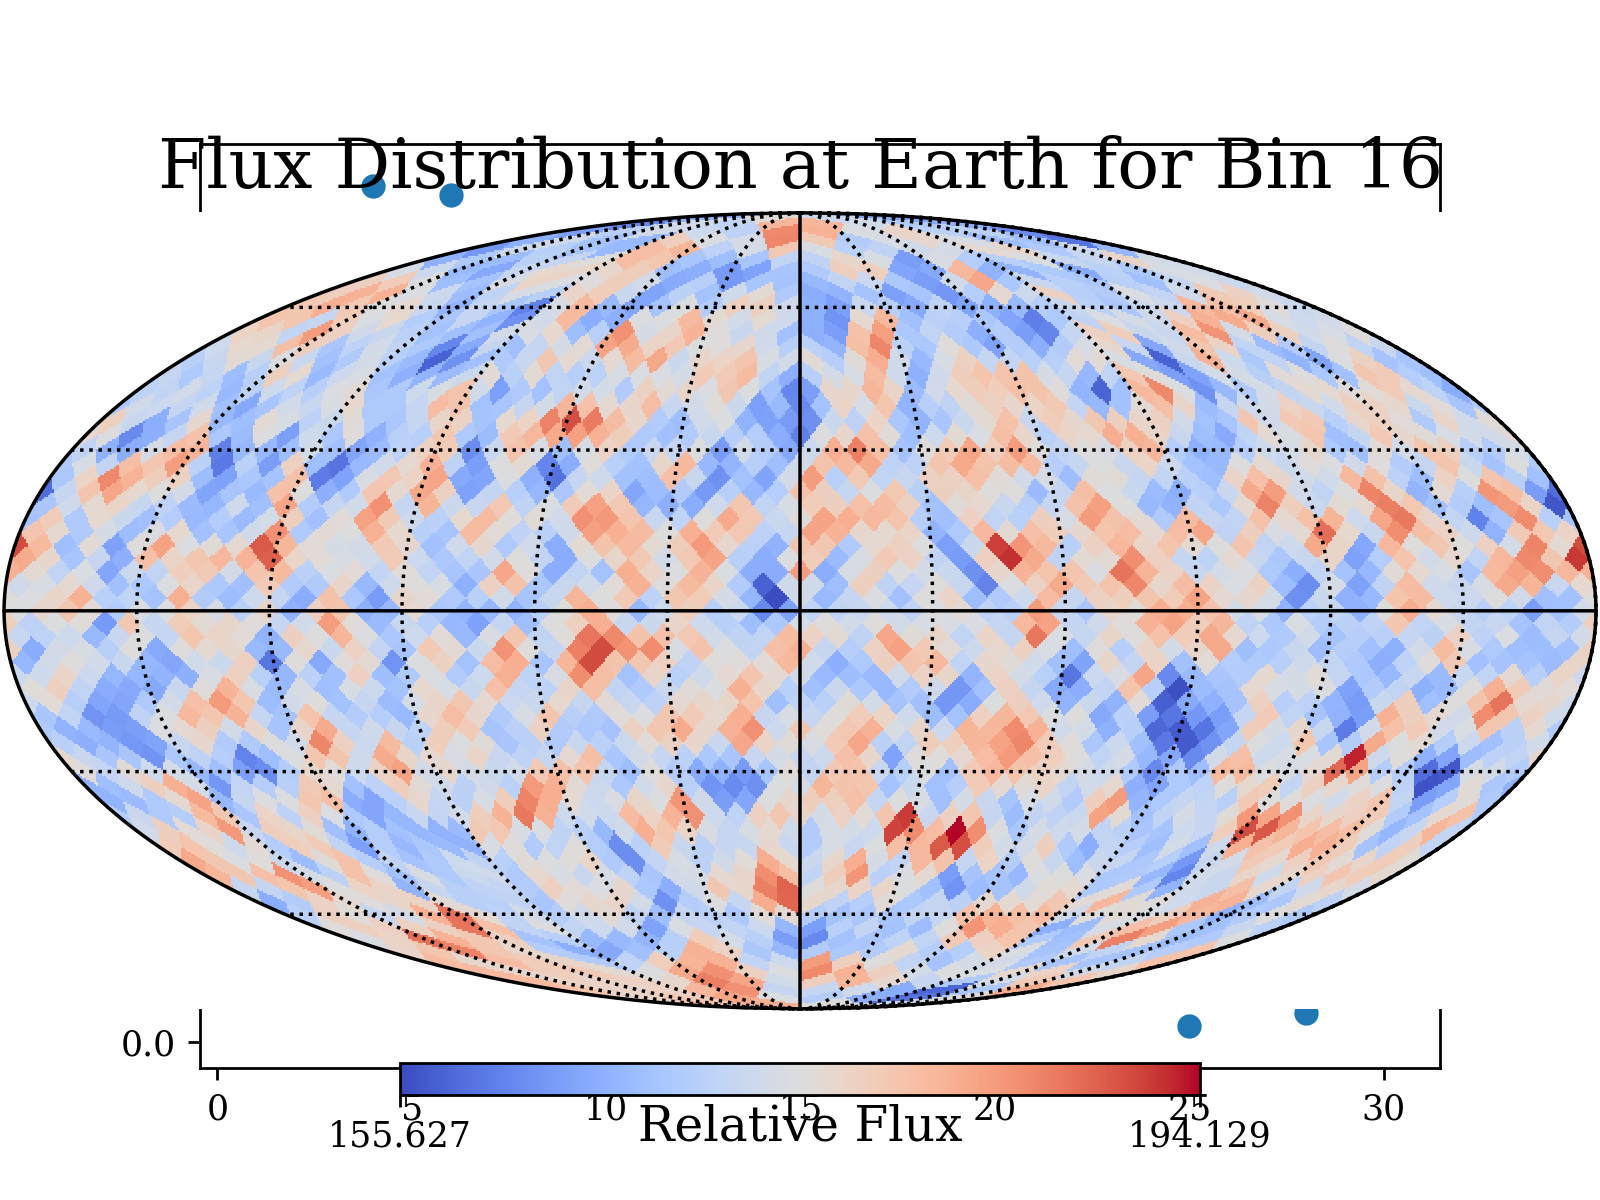 Flux Distribution at Earth for Bin 16
0.0
0 5 10 15 20 25 30
155.627 Relative Flux 194.129